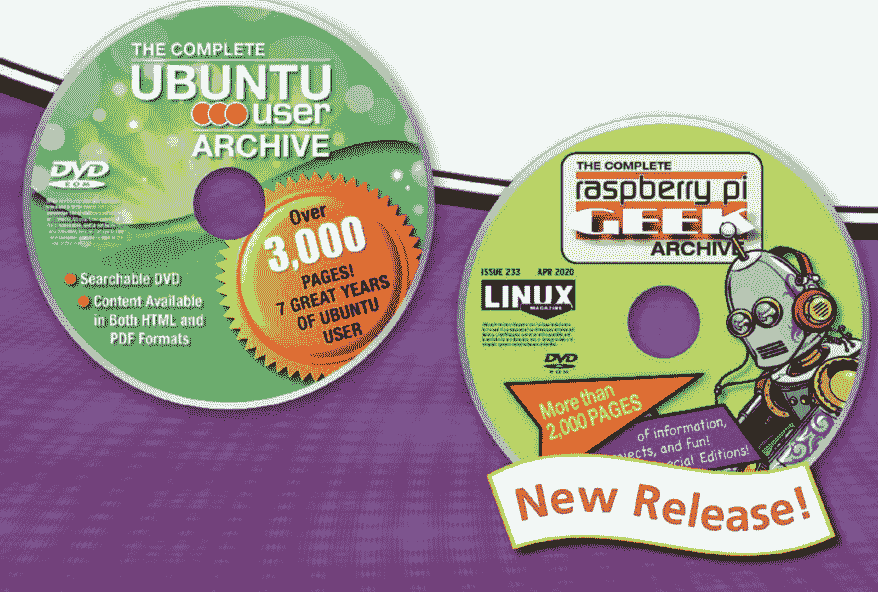 THE COMPLETE
UBUNTU
user
ARCHIVE
DVD
ROM
Searchable DVD
Content Available
in Both HTML and
PDF Formats
Over
3,000
PAGES!
7 GREAT YEARS
OF UBUNTU
USER
THE COMPLETE
raspberry pi
GEEK
ARCHIVE
ISSUE 233 APR 2020
LINUX
MAGAZINE
DVD
More than
2,000 PAGES
of information,
and fun!
Editions!
New Release!